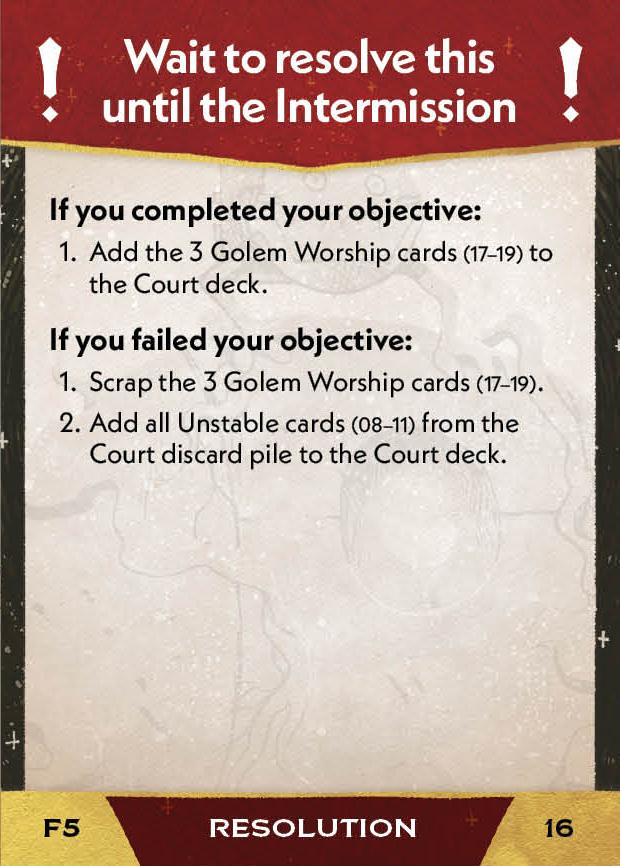 ! Wait to resolve this !
until the Intermission
If you completed your objective:
1. Add the 3 Golem Worship cards (17–19) to
the Court deck.
If you failed your objective:
1. Scrap the 3 Golem Worship cards (17–19).
2. Add all Unstable cards (08–11) from the
Court discard pile to the Court deck.
F5 RESOLUTION 16